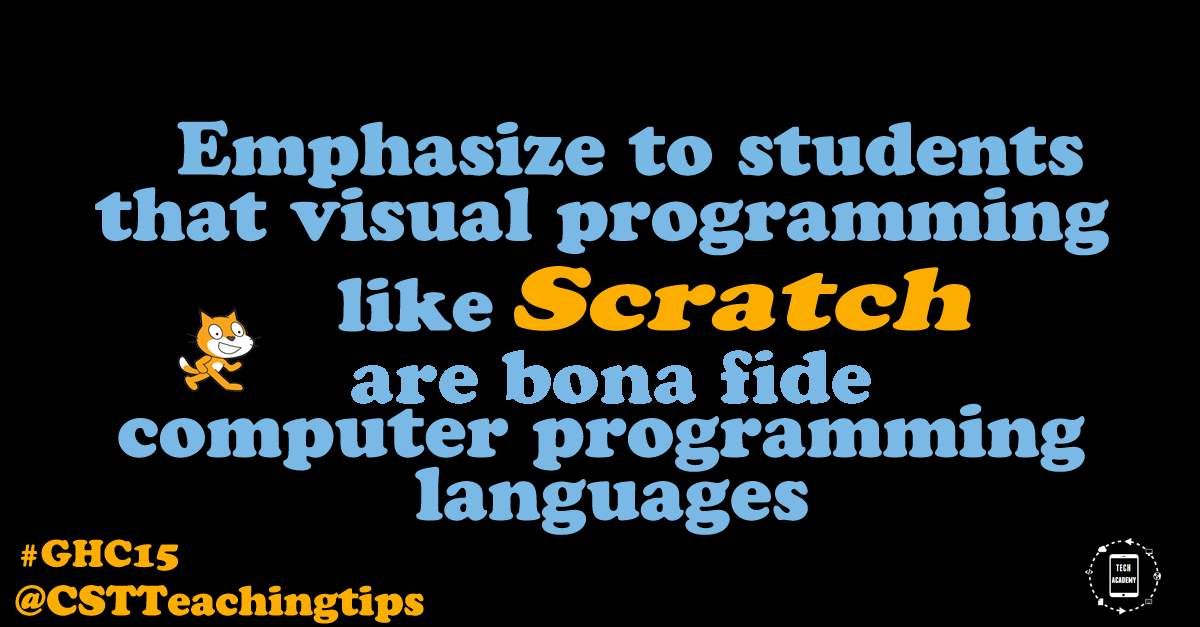 Emphasize to students
that visual programming
like Scratch
are bona fide
computer programming
languages
#GHC15
@CSTTeachingtips
TECH
ACADEMY